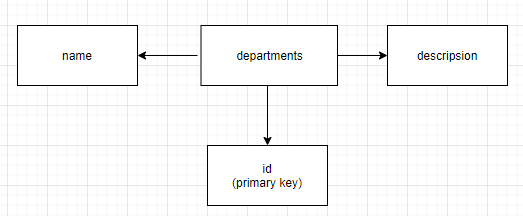 name
departments
descripsion
id
(primary key)